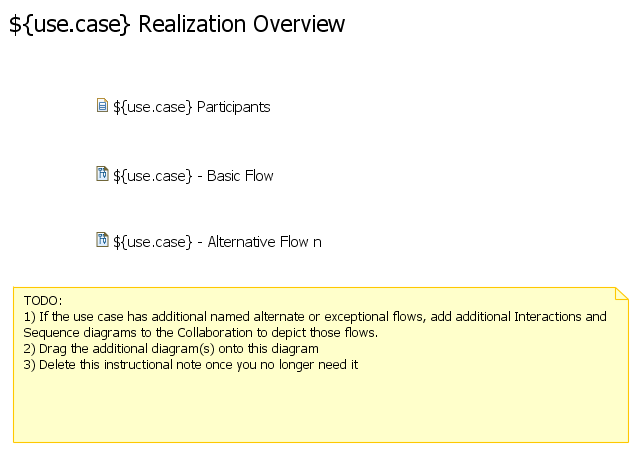 ${use.case} Realization Overview
${use.case} Participants
${use.case} - Basic Flow
${use.case} - Alternative Flow n
TODO:
1) If the use case has additional named alternate or exceptional flows, add additional Interactions and
Sequence diagrams to the Collaboration to depict those flows.
2) Drag the additional diagram(s) onto this diagram
3) Delete this instructional note once you no longer need it